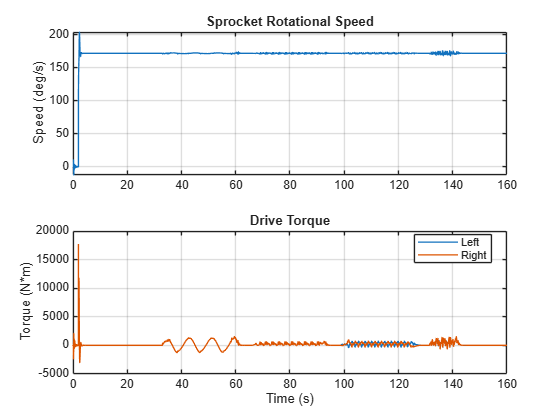 Sprocket Rotational Speed
Speed (deg/s)
200
150
100
50
0
0 20 40 60 80 100 120 140 160
Drive Torque
Torque (N*m)
20000
15000
10000
5000
0
-5000
Left
Right
0 20 40 60 80 100 120 140 160
Time (s)